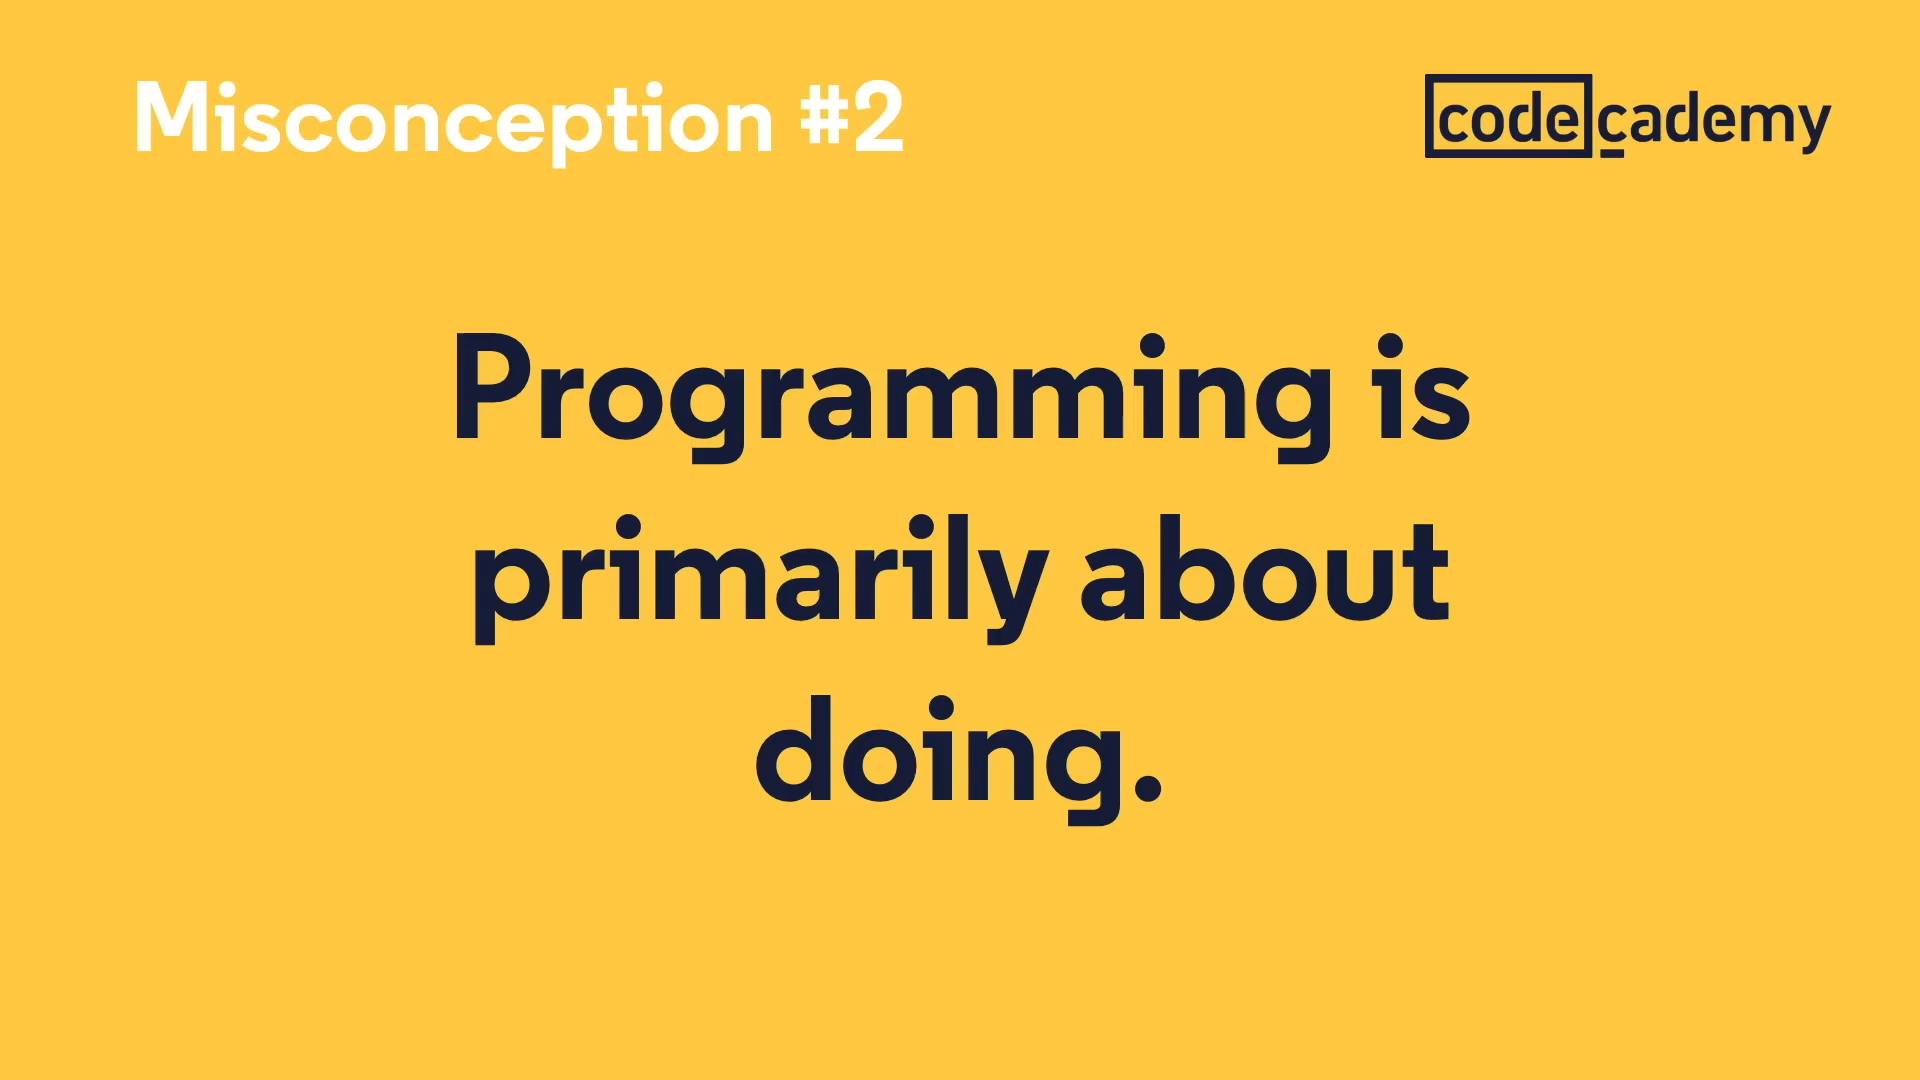 Misconception #2
codecademy
Programming is
primarily about
doing.